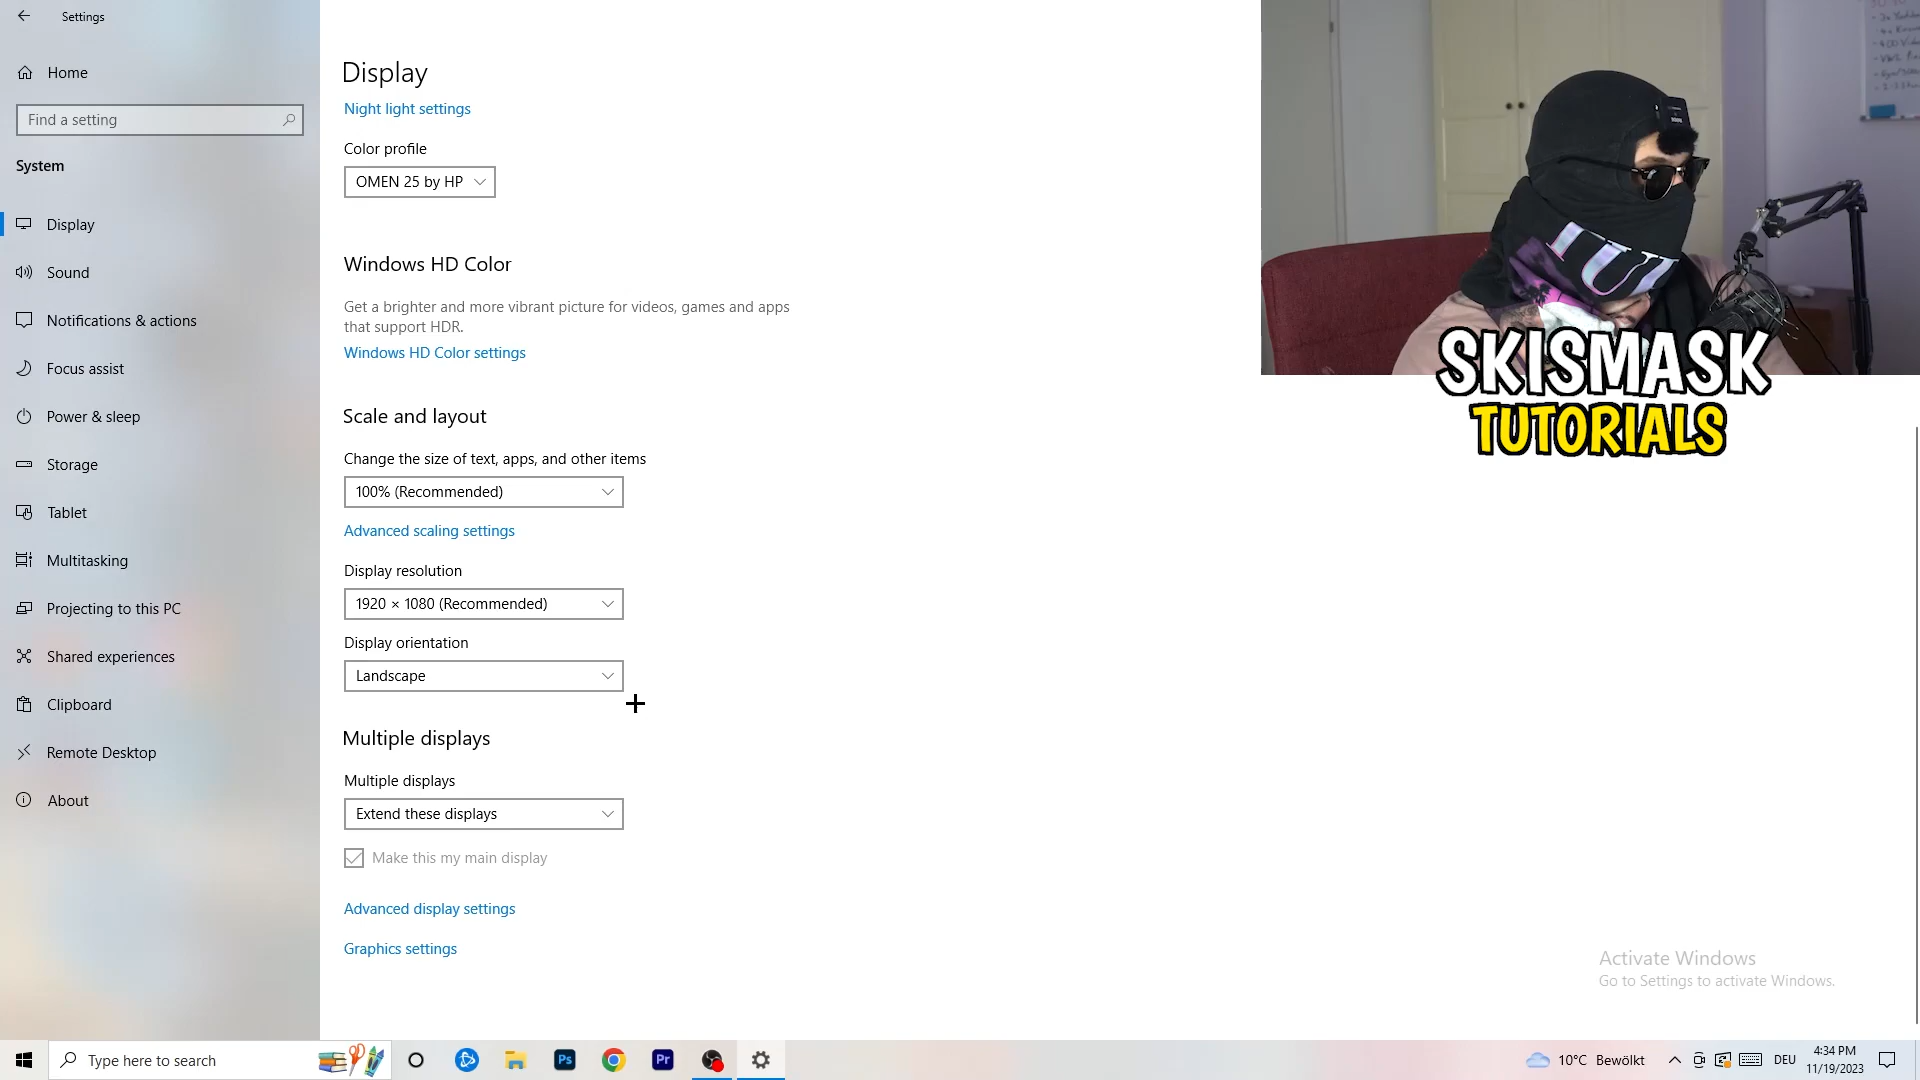 Settings
Home
Find a setting
System
Display
Sound
Notifications & actions
Focus assist
Power & sleep
Storage
Tablet
Multitasking
Projecting to this PC
Shared experiences
Clipboard
Remote Desktop
About
Display
Night light settings
Color profile
OMEN 25 by HP
Windows HD Color
Get a brighter and more vibrant picture for videos, games and apps
that support HDR.
Windows HD Color settings
Scale and layout
Change the size of text, apps, and other items
100% (Recommended)
Advanced scaling settings
Display resolution
1920 × 1080 (Recommended)
Display orientation
Landscape
Multiple displays
Multiple displays
Extend these displays
Make this my main display
Advanced display settings
Graphics settings
SKISMASK
TUTORIALS
Activate Windows
Go to Settings to activate Windows.
Type here to search
Ps
Pr
10°C Bewölkt
DEU
4:34 PM
11/19/2023